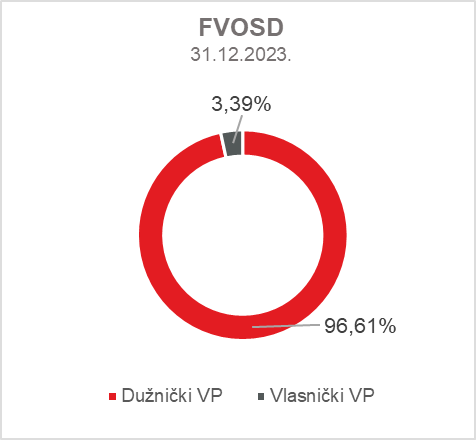 FVOSD
31.12.2023.
3,39%
96,61%
Dužnički VP
Vlasnički VP